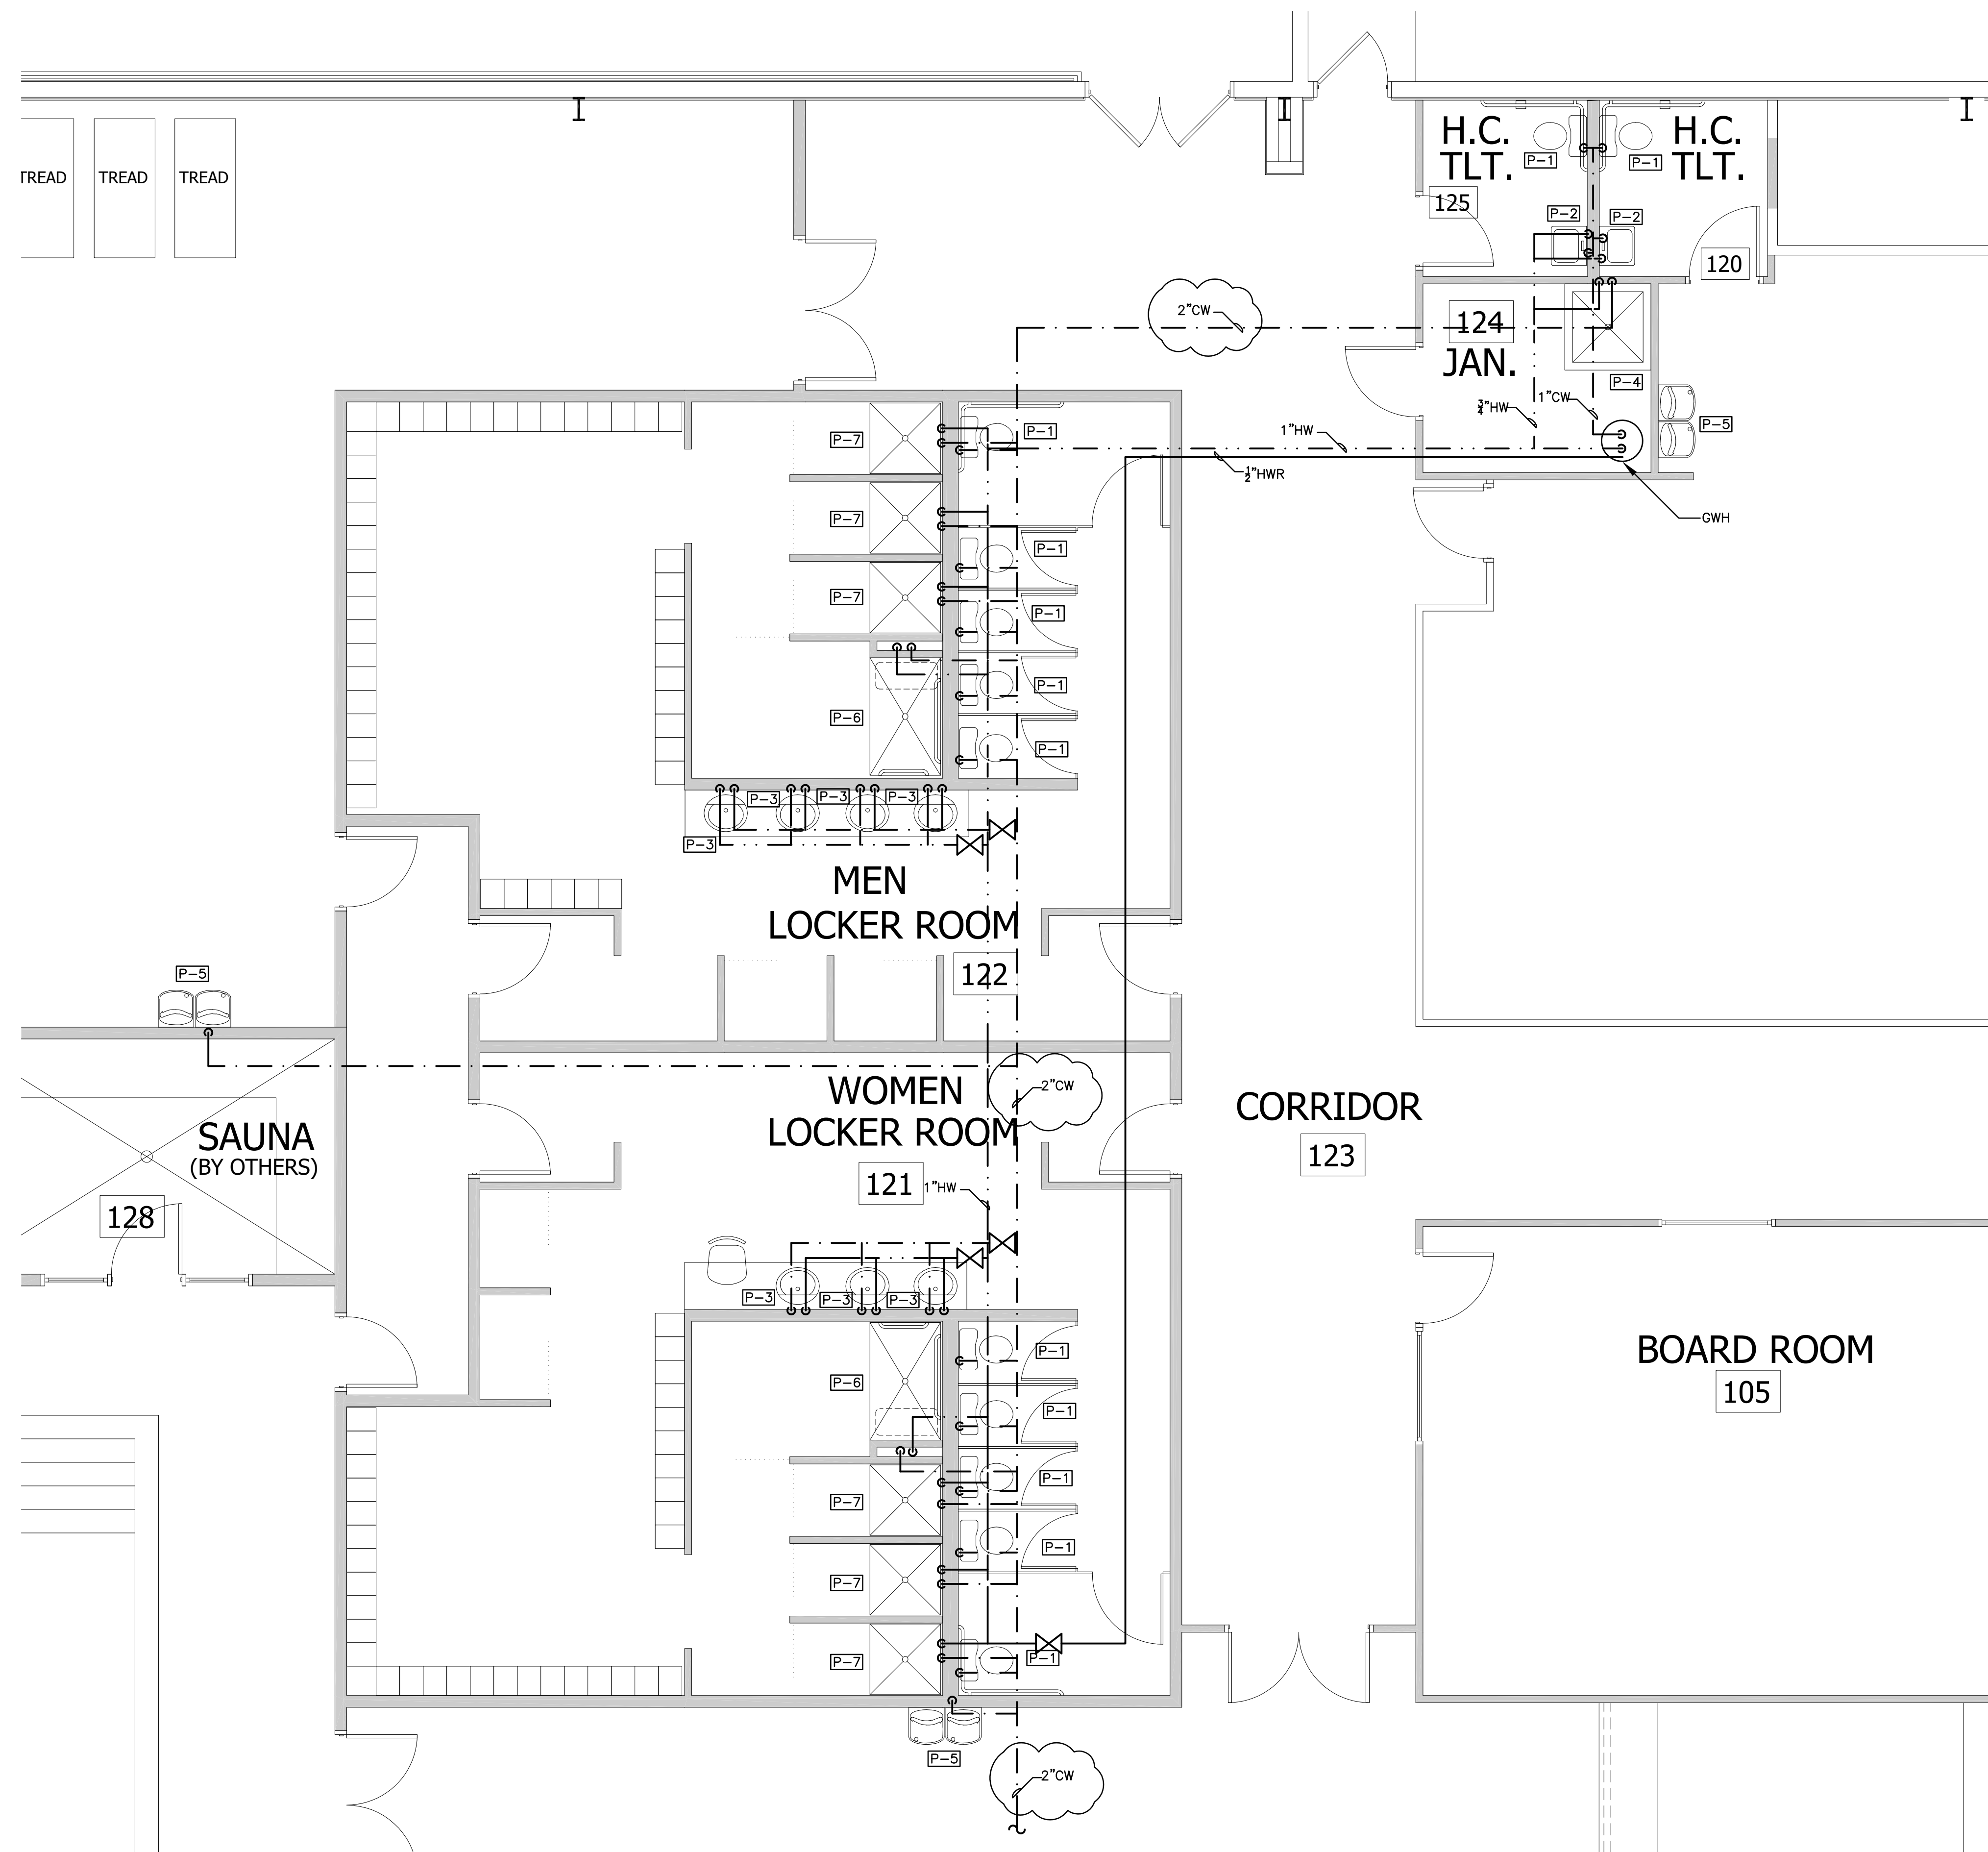 H.C.
TLT.
H.C.
TLT.
P-1
P-1
TREAD
TREAD
TREAD
125
P-2
P-2
120
2"CW
124
JAN.
P-4
¾"HW
1"CW
P-5
1"HW
½"HWR
GWH
P-7
P-1
P-7
P-1
P-7
P-1
P-1
P-6
P-1
P-3
P-3
P-3
P-3
MEN
LOCKER ROOM
122
P-5
2"CW
WOMEN
LOCKER ROOM
121
1"HW
CORRIDOR
123
SAUNA
(BY OTHERS)
128
P-3
P-3
P-3
P-1
P-6
P-1
P-1
P-7
P-1
P-7
P-7
P-1
BOARD ROOM
105
P-5
2"CW